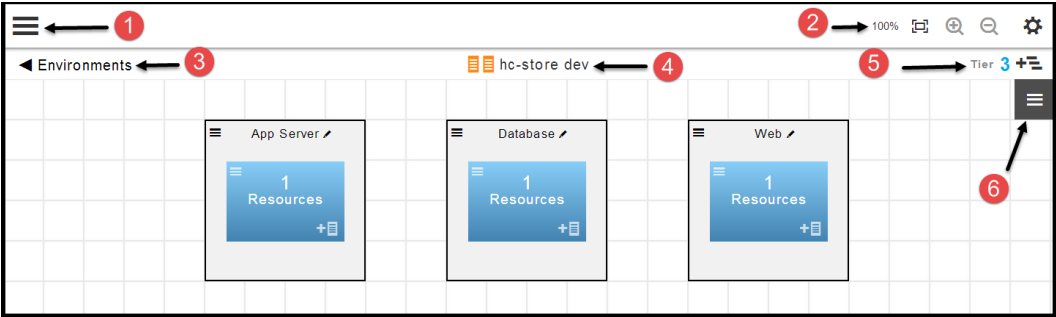 1
2
100%
◀ Environments
3
hc-store dev
4
5
Tier 3
App Server
Database
Web
1
Resources
1
Resources
1
Resources
6